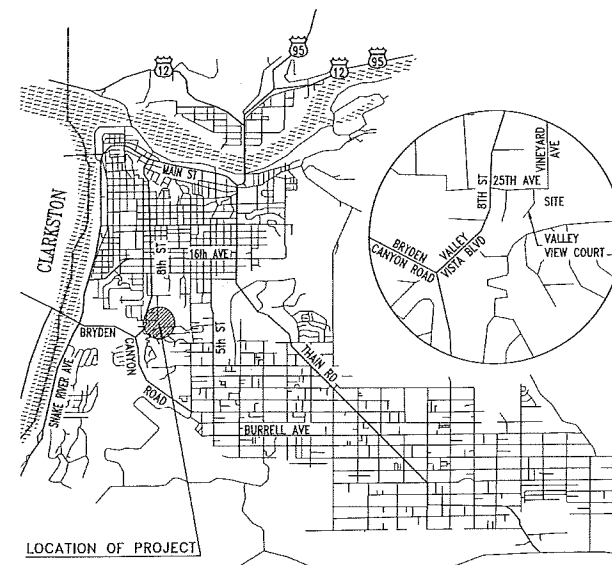 95
12
12
95
MAIN ST
CLARKSTON
8th ST
16th AVE
BRYDEN
CANYON
ROAD
SNAKE RIVER AVE
5th ST
THAIN RD
BURRELL AVE
LOCATION OF PROJECT
8TH ST
25TH AVE
VINEYARD
AVE
SITE
BRYDEN
CANYON ROAD
VALLEY
VISTA BLVD
VALLEY
VIEW COURT